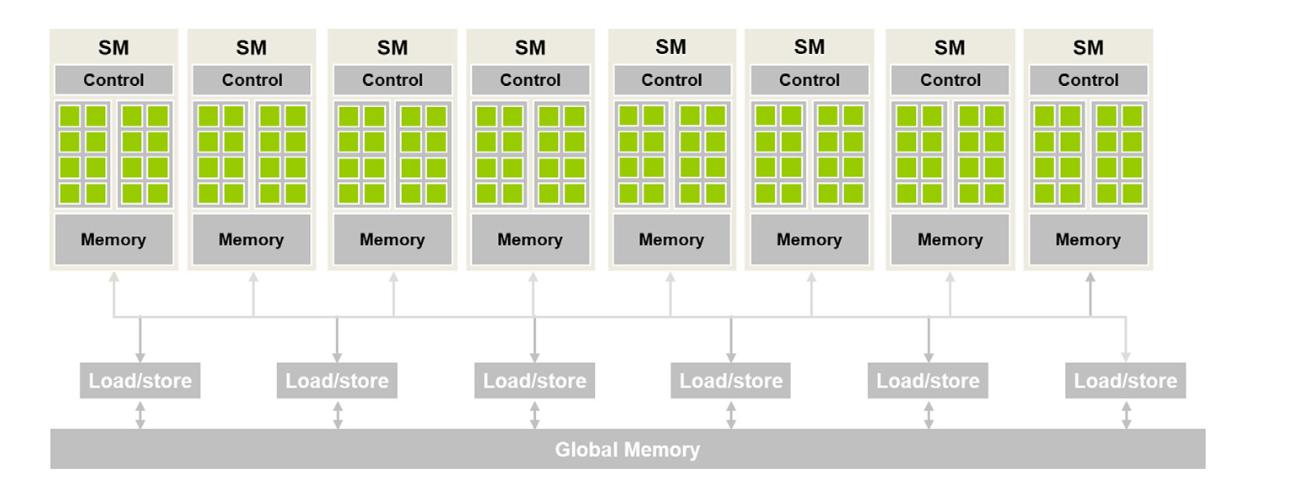 SM SM SM SM SM SM SM SM
Control Control Control Control Control Control Control Control
Memory Memory Memory Memory Memory Memory Memory Memory
Load/store Load/store Load/store Load/store Load/store Load/store
Global Memory